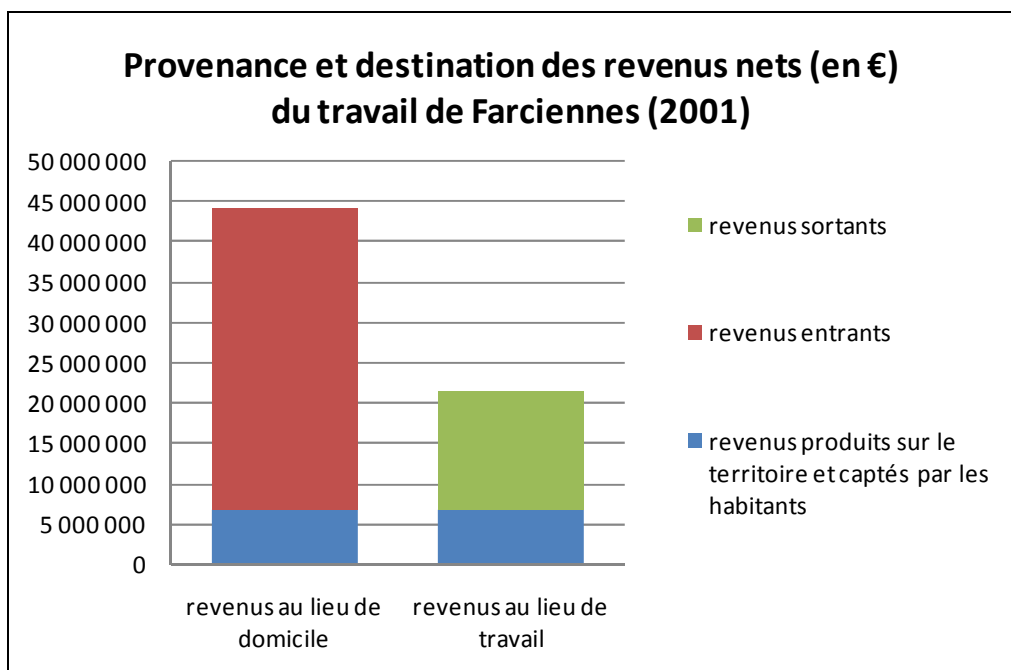 Provenance et destination des revenus nets (en €)
du travail de Farciennes (2001)
50 000 000
45 000 000
40 000 000
35 000 000
30 000 000
25 000 000
20 000 000
15 000 000
10 000 000
5 000 000
0
revenus au lieu de
domicile
revenus au lieu de
travail
revenus sortants
revenus entrants
revenus produits sur le
territoire et captés par les
habitants